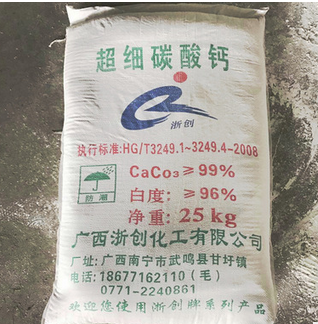 超细碳酸钙
浙创
执行标准:HG/T3249.1~3249.4-2008
CaCo₃≥99%
白度:≥96%
防潮
净重:25kg
广西浙创化工有限公司
厂址:广西南宁市武鸣县甘圩镇
电话:18677162110(毛)
0771-2240861
欢迎您使用浙创牌系列产品